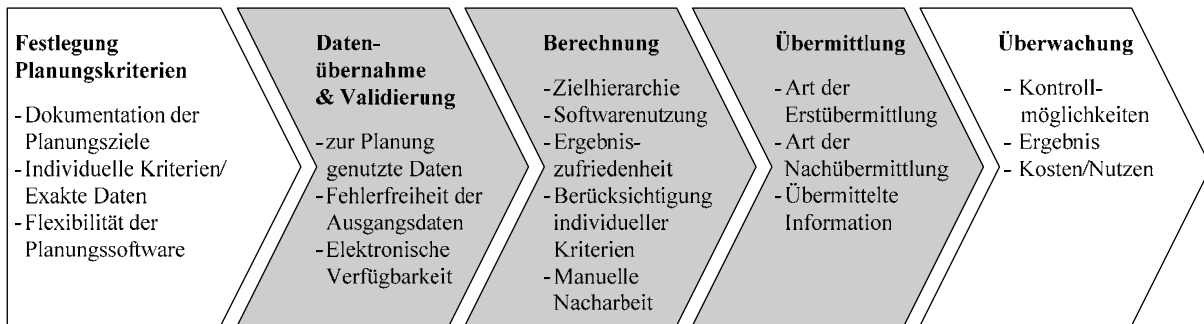 Festlegung
Planungskriterien
- Dokumentation der
Planungsziele
- Individuelle Kriterien/
Exakte Daten
- Flexibilität der
Planungssoftware
Daten-
übernahme
& Validierung
- zur Planung
genutzte Daten
- Fehlerfreiheit der
Ausgangsdaten
- Elektronische
Verfügbarkeit
Berechnung
- Zielhierarchie
- Softwarenutzung
- Ergebnis-
zufriedenheit
- Berücksichtigung
individueller
Kriterien
- Manuelle
Nacharbeit
Übermittlung
- Art der
Erstübermittlung
- Art der
Nachübermittlung
- Übermittelte
Information
Überwachung
- Kontroll-
möglichkeiten
- Ergebnis
- Kosten/Nutzen